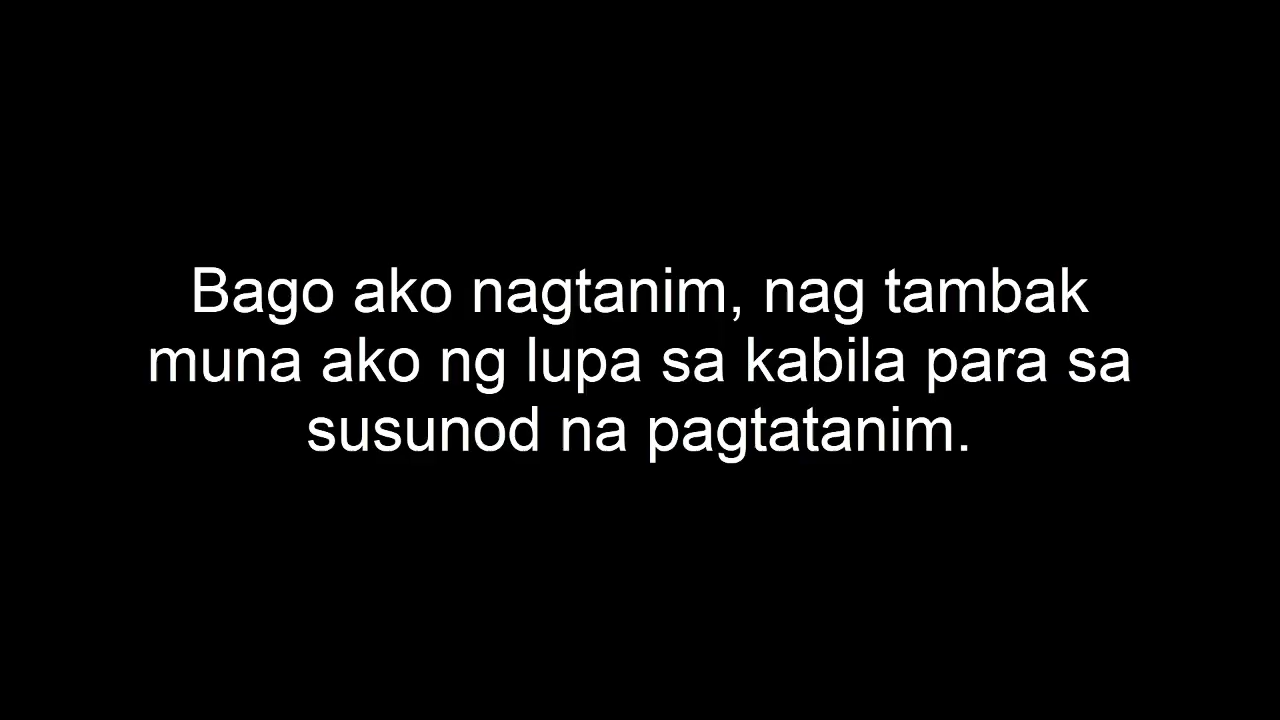 Bago ako nagtanim, nag tambak
muna ako ng lupa sa kabila para sa
susunod na pagtatanim.